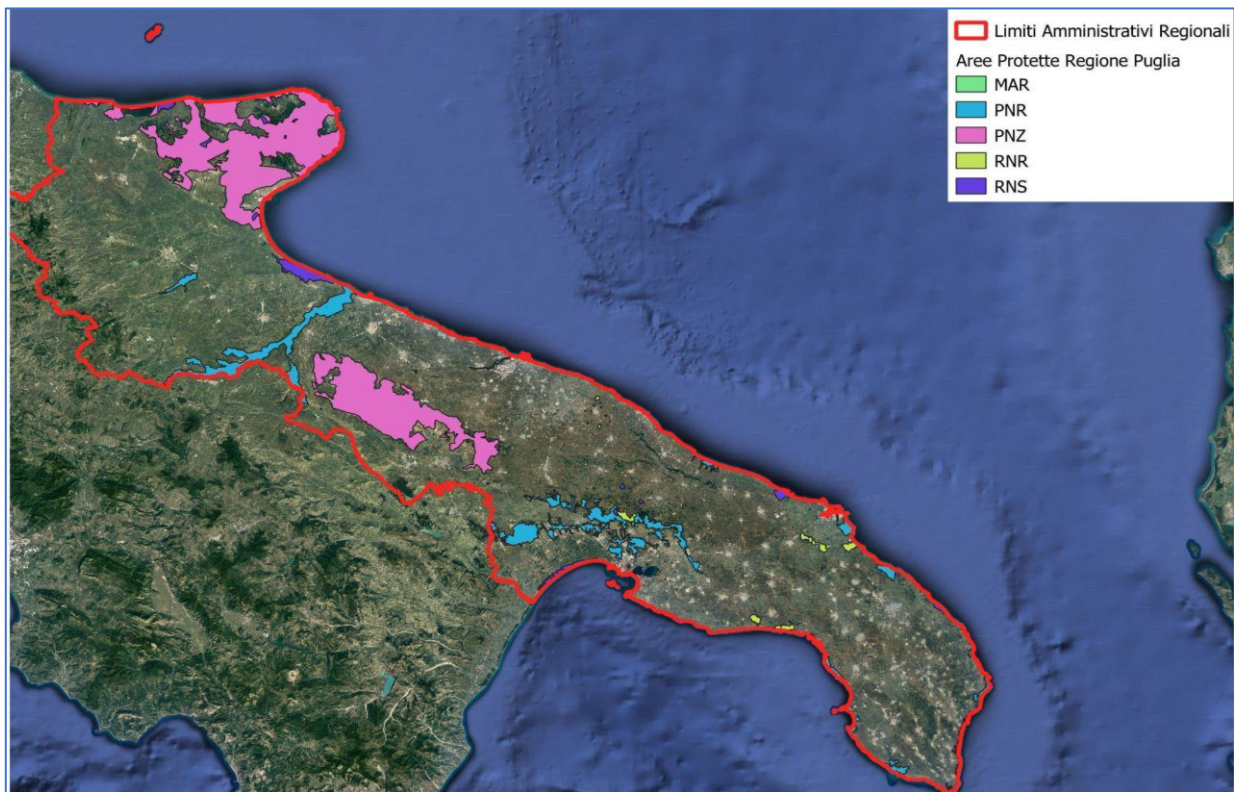 Limiti Amministrativi Regionali
Aree Protette Regione Puglia
MAR
PNR
PNZ
RNR
RNS